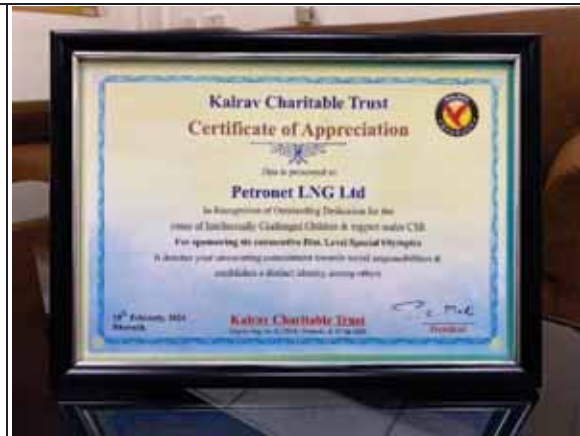 Kalrav Charitable Trust
Certificate of Appreciation
This is presented to
Petronet LNG Ltd
In Recognition of Outstanding Dedication for the
cause of Intellectually Challenged Children & support under CSR
For sponsoring six consecutive Dist. Level Special Olympics
It denotes your unwavering commitment towards social responsibilities &
establishes a distinct identity among others
February, 2024
Bharuch
Kalrav Charitable Trust
President